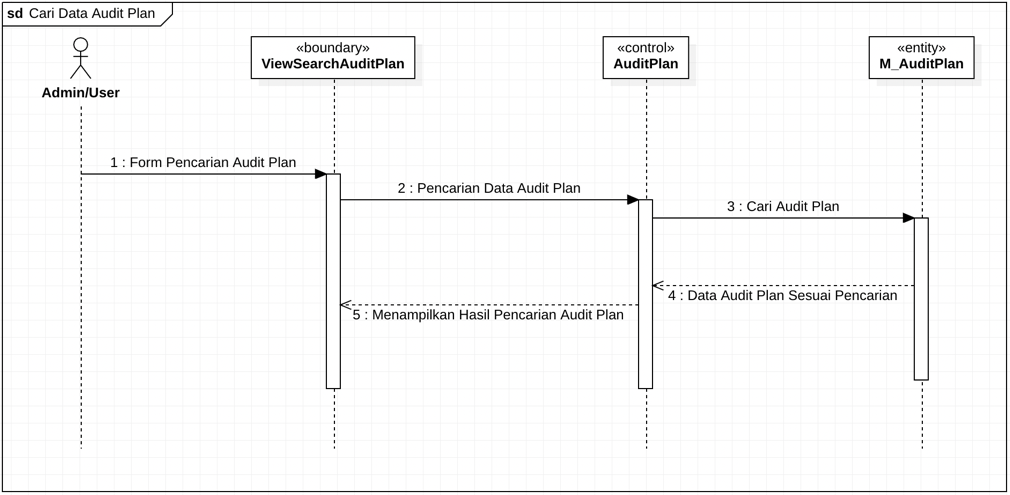 sd Cari Data Audit Plan
«boundary»
ViewSearchAuditPlan
«control»
AuditPlan
«entity»
M_AuditPlan
Admin/User
1 : Form Pencarian Audit Plan
2 : Pencarian Data Audit Plan
3 : Cari Audit Plan
4 : Data Audit Plan Sesuai Pencarian
5 : Menampilkan Hasil Pencarian Audit Plan